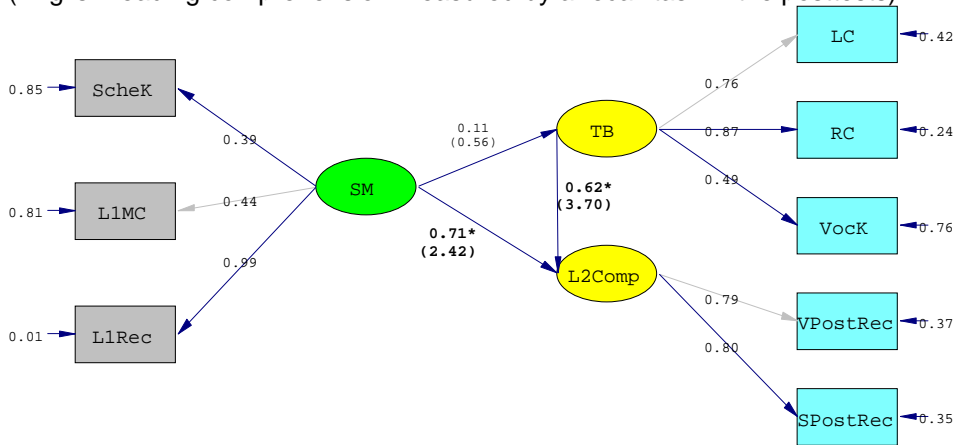 LC
0.42
ScheK
0.85
0.76
RC
0.24
0.87
TB
0.11
(0.56)
0.39
SM
0.62*
(3.70)
0.49
L1MC
0.81
0.44
VocK
0.76
0.71*
(2.42)
0.99
L2Comp
0.79
VPostRec
0.37
L1Rec
0.01
0.80
SPostRec
0.35